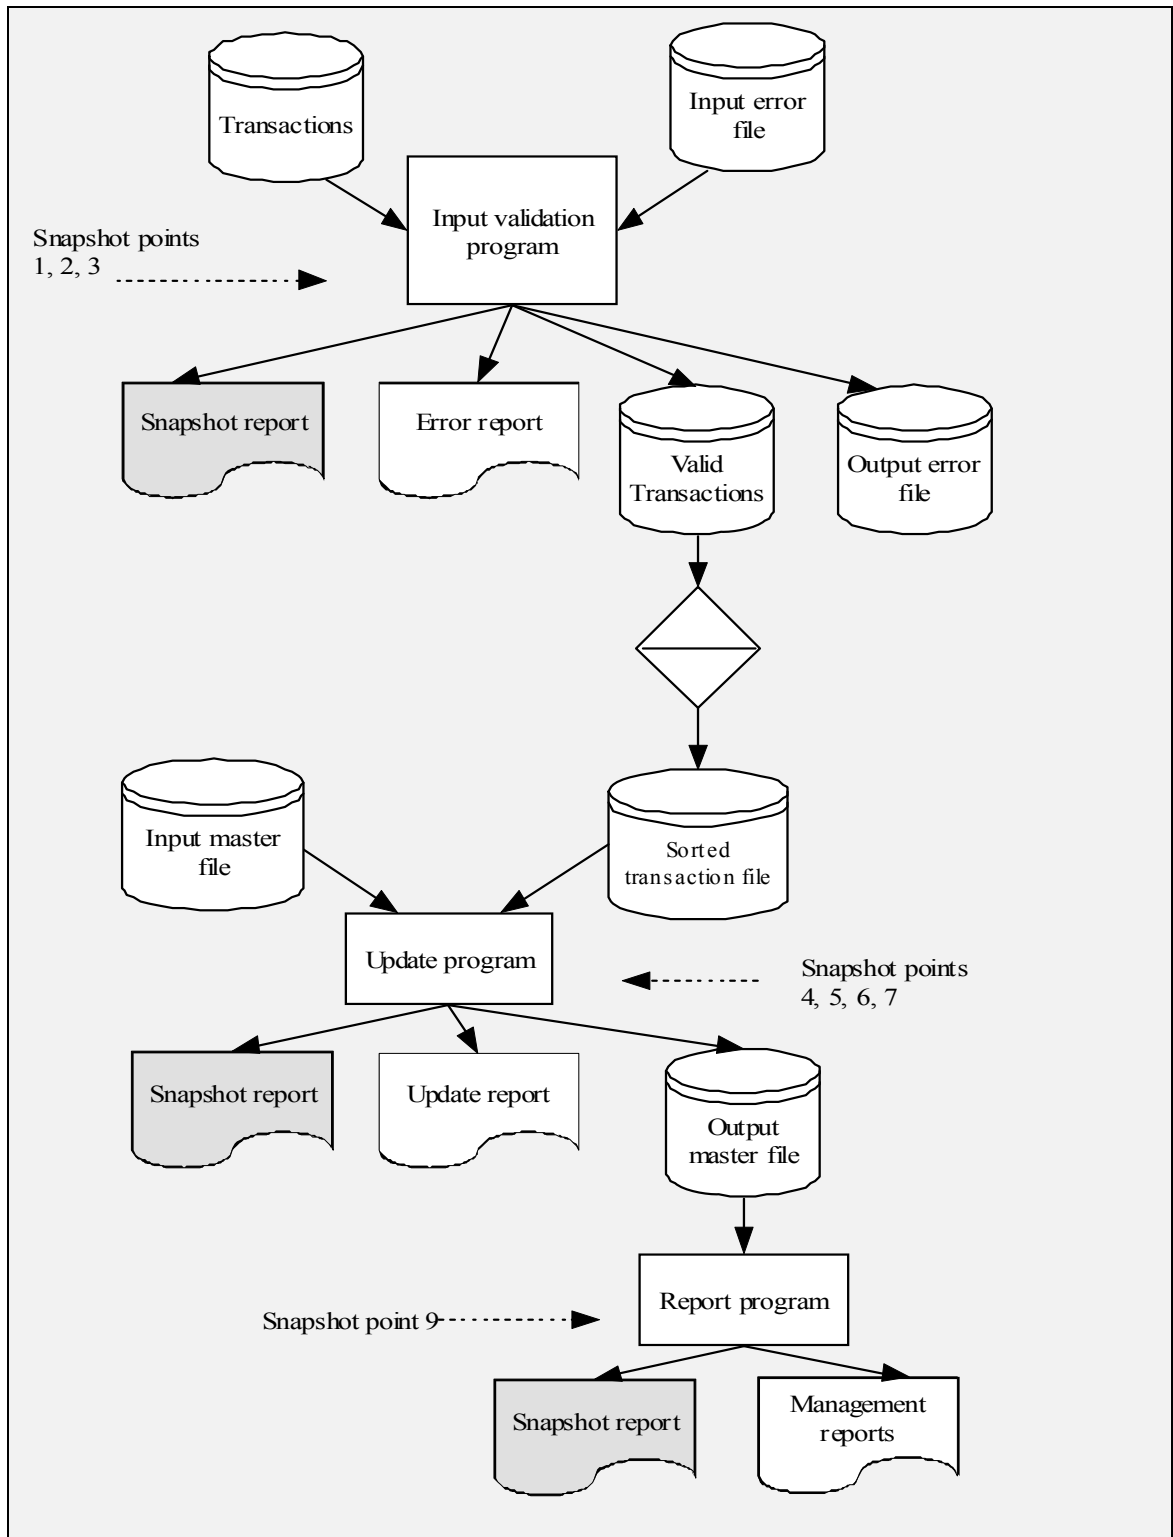 Transactions
Input error
file
Input validation
program
Snapshot points
1, 2, 3
Snapshot report
Error report
Valid
Transactions
Output error
file
Input master
file
Sorted
transaction file
Update program
Snapshot points
4, 5, 6, 7
Snapshot report
Update report
Output
master file
Report program
Snapshot point 9
Snapshot report
Management
reports